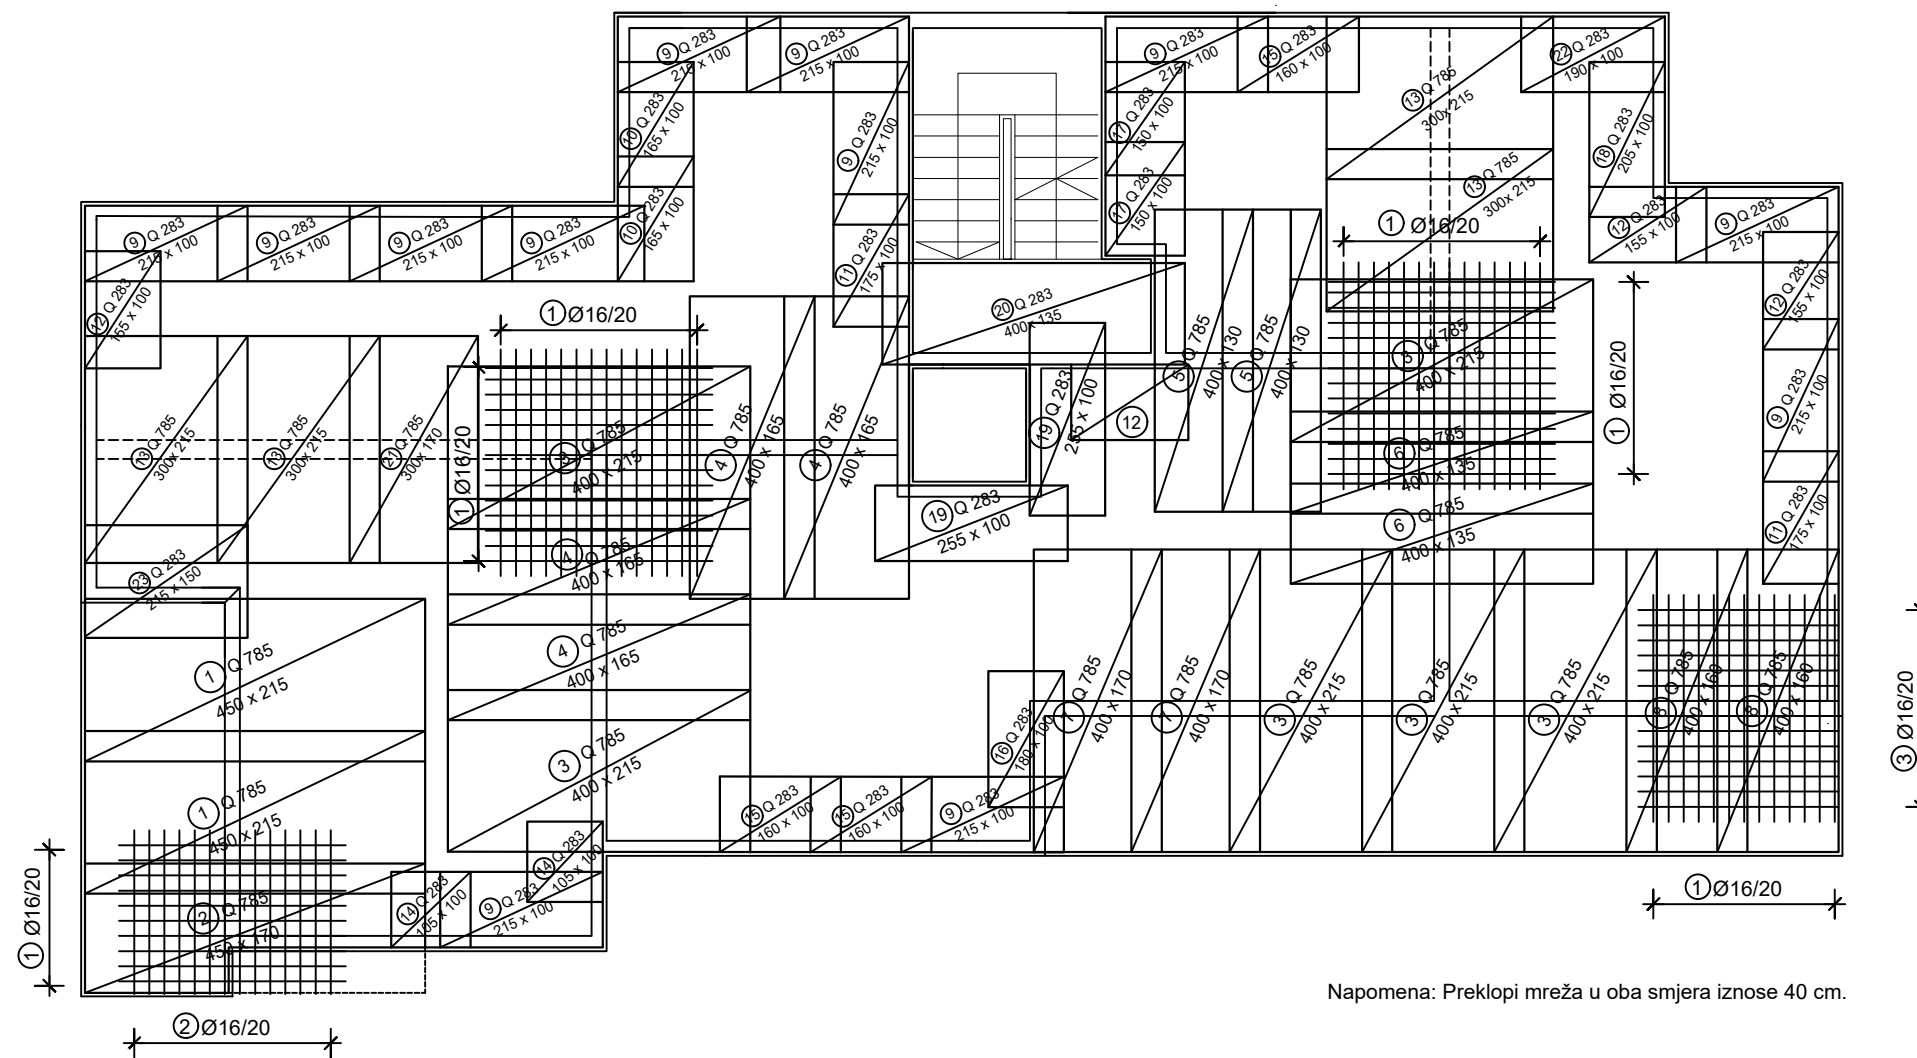 9 Q 283
215 x 100
9 Q 283
215 x 100
9 Q 283
215 x 100
15 Q 283
160 x 100
22 Q 283
190 x 100
10 Q 283
165 x 100
9 Q 283
215 x 100
17 Q 283
150 x 100
13 Q 785
300x 215
18 Q 283
205 x 100
10 Q 283
165 x 100
17 Q 283
150 x 100
13 Q 785
300x 215
9 Q 283
215 x 100
9 Q 283
215 x 100
9 Q 283
215 x 100
9 Q 283
215 x 100
11 Q 283
175 x 100
1 Ø16/20
12 Q 283
155 x 100
9 Q 283
215 x 100
12 Q 283
155 x 100
1 Ø16/20
20 Q 283
400x 135
12 Q 283
155 x 100
5 Q 785
400 x 130
5 Q 785
400 x 130
3 Q 785
400 x 215
1 Ø16/20
13 Q 785
300x 215
13 Q 785
300x 215
21 Q 785
300x 170
1 Ø16/20
3 Q 785
400 x 215
4 Q 785
400 x 165
4 Q 785
400 x 165
19 Q 283
255 x 100
12
6 Q 785
400 x 135
9 Q 283
215 x 100
19 Q 283
255 x 100
6 Q 785
400 x 135
11 Q 283
175 x 100
4 Q 785
400 x 165
23 Q 283
215 x 150
1 Q 785
450 x 215
4 Q 785
400 x 165
16 Q 283
180 x 100
7 Q 785
400 x 170
7 Q 785
400 x 170
3 Q 785
400 x 215
3 Q 785
400 x 215
3 Q 785
400 x 215
8 Q 785
400 x 160
8 Q 785
400 x 160
3 Ø16/20
3 Q 785
400 x 215
1 Q 785
450 x 215
15 Q 283
160 x 100
15 Q 283
160 x 100
9 Q 283
215 x 100
14 Q 283
105 x 100
1 Ø16/20
2 Q 785
450 x 170
14 Q 283
105 x 100
9 Q 283
215 x 100
1 Ø16/20
Napomena: Preklopi mreža u oba smjera iznose 40 cm.
2 Ø16/20